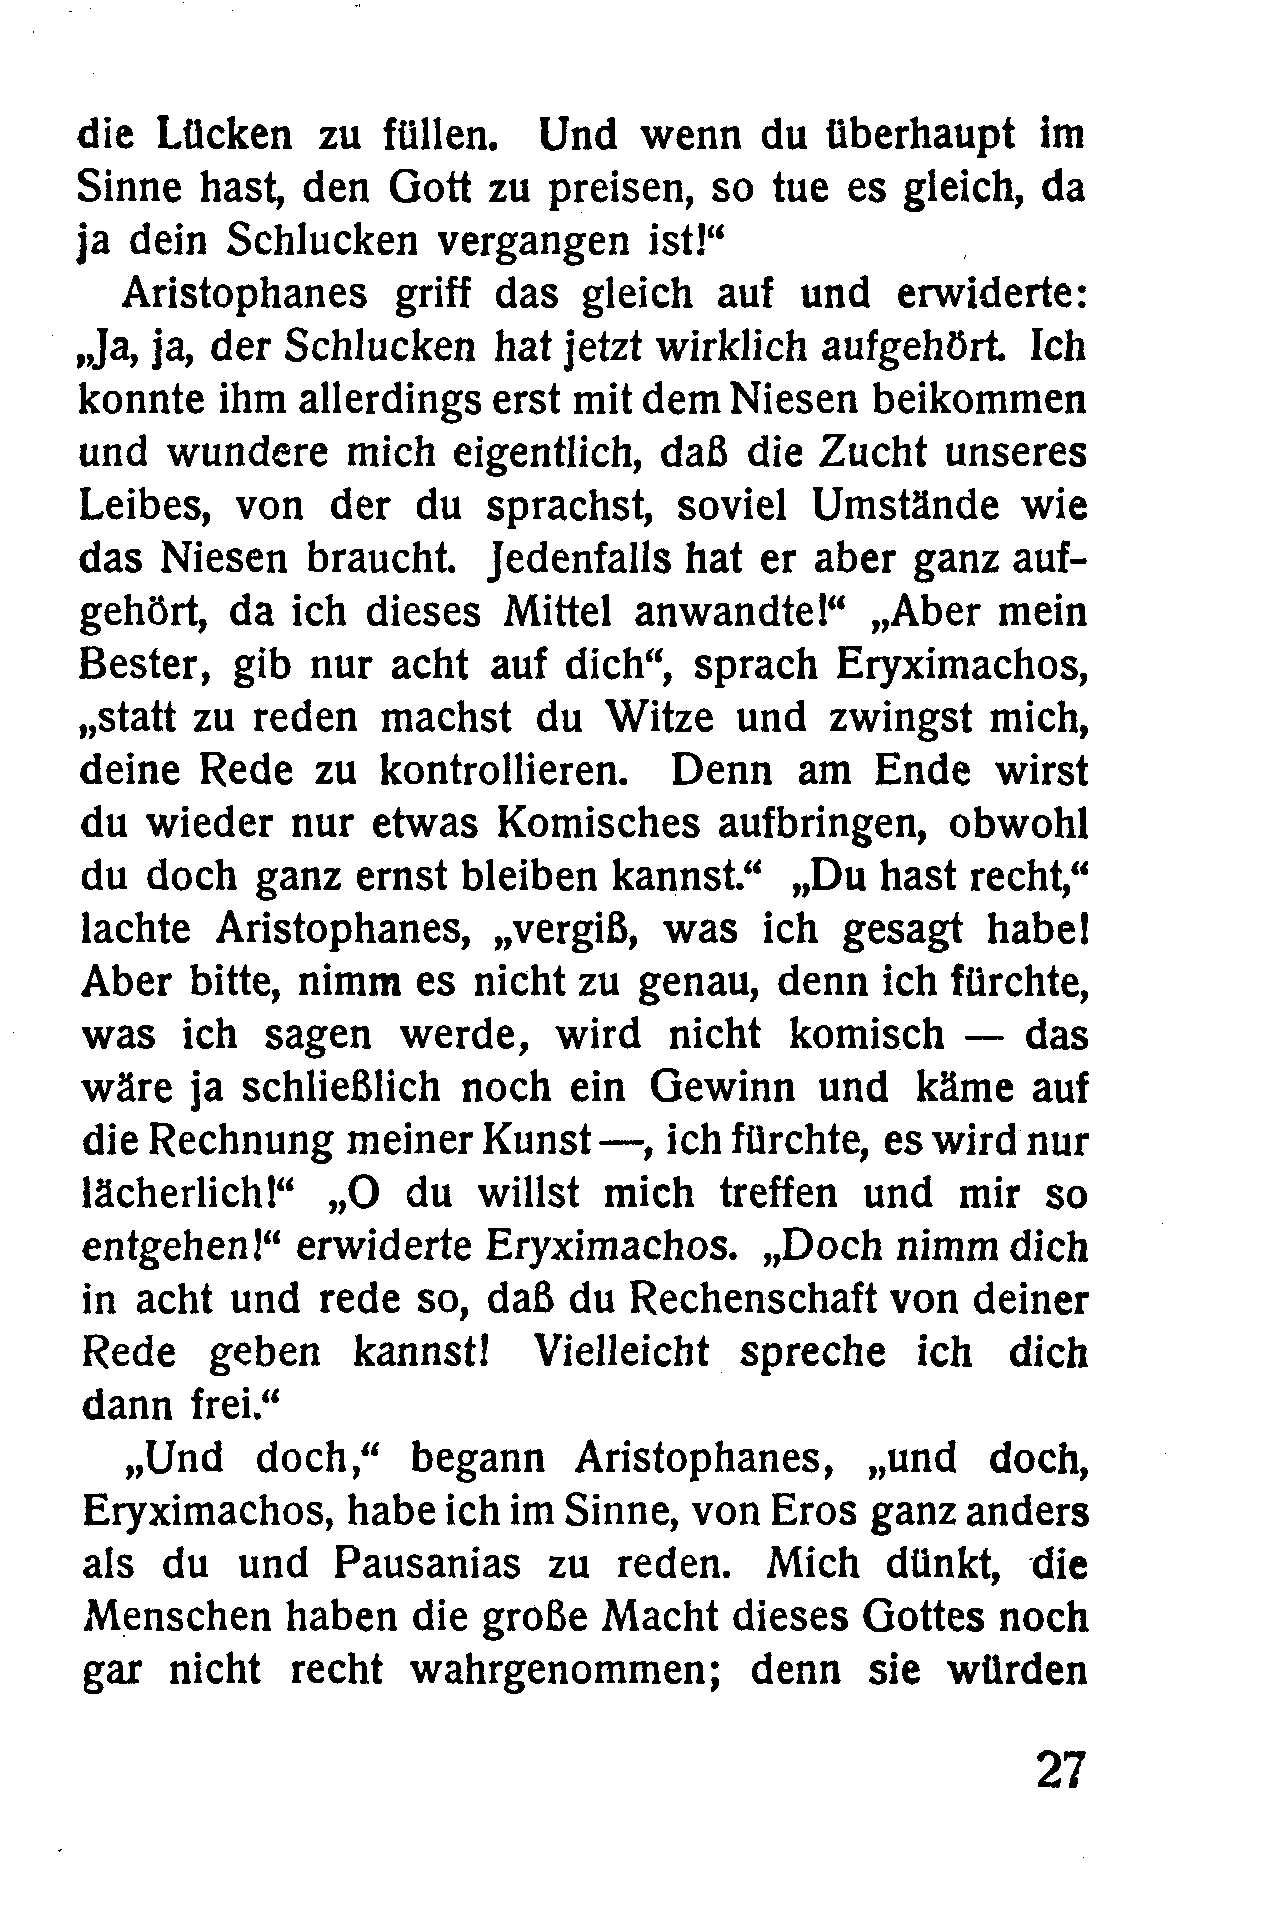 die Lücken zu füllen. Und wenn du überhaupt im
Sinne hast, den Gott zu preisen, so tue es gleich, da
ja dein Schlucken vergangen ist!“
Aristophanes griff das gleich auf und erwiderte:
„Ja, ja, der Schlucken hat jetzt wirklich aufgehört. Ich
konnte ihm allerdings erst mit dem Niesen beikommen
und wundere mich eigentlich, daß die Zucht unseres
Leibes, von der du sprachst, soviel Umstände wie
das Niesen braucht. Jedenfalls hat er aber ganz auf-
gehört, da ich dieses Mittel anwandte!“ „Aber mein
Bester, gib nur acht auf dich“, sprach Eryximachos,
„statt zu reden machst du Witze und zwingst mich,
deine Rede zu kontrollieren. Denn am Ende wirst
du wieder nur etwas Komisches aufbringen, obwohl
du doch ganz ernst bleiben kannst.“ „Du hast recht,“
lachte Aristophanes, „vergiß, was ich gesagt habe!
Aber bitte, nimm es nicht zu genau, denn ich fürchte,
was ich sagen werde, wird nicht komisch — das
wäre ja schließlich noch ein Gewinn und käme auf
die Rechnung meiner Kunst —, ich fürchte, es wird nur
lächerlich!“ „O du willst mich treffen und mir so
entgehen!“ erwiderte Eryximachos. „Doch nimm dich
in acht und rede so, daß du Rechenschaft von deiner
Rede geben kannst! Vielleicht spreche ich dich
dann frei.“
„Und doch,“ begann Aristophanes, „und doch,
Eryximachos, habe ich im Sinne, von Eros ganz anders
als du und Pausanias zu reden. Mich dünkt, die
Menschen haben die große Macht dieses Gottes noch
gar nicht recht wahrgenommen; denn sie würden
27